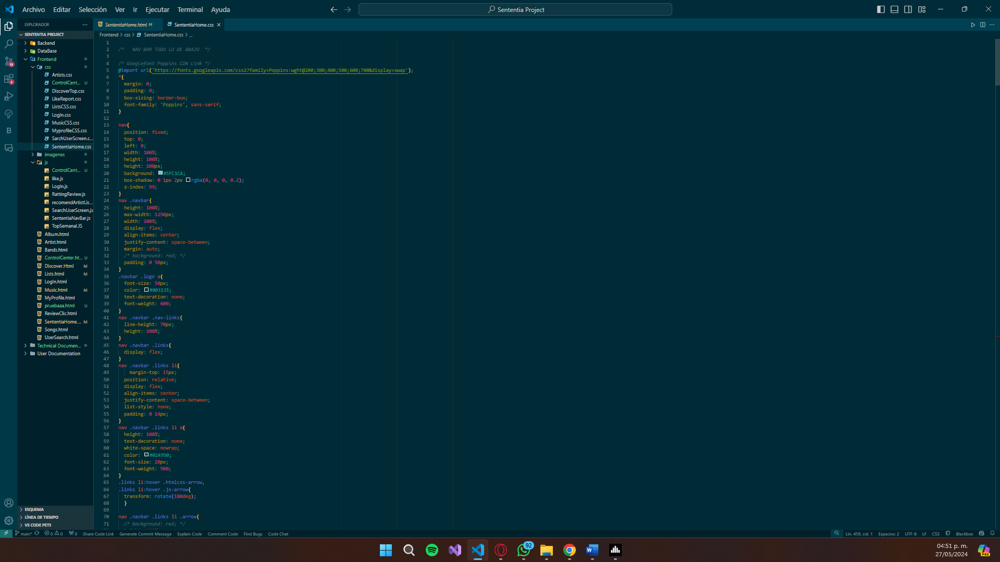 Archivo Editar Selección Ver Ir Ejecutar Terminal Ayuda
Sententia Project
EXPLORADOR
SententiaHome.html M
SententiaHome.css
SENTENTIA PROJECT
Frontend > css > SententiaHome.css > ...
Backend
DataBase
Frontend
css
Artists.css
ControlCent... U
DiscoverTop.css
LikeReport.css
ListsCSS.css
LogIn.css
MusicCSS.css
MyprofileCSS.css
SarchUserScreen.c...
SententiaHome.css
imagenes
js
ControlCent... U
like.js
LogIn.js
RattingReview.js
recomendArtistLis...
SearchUserScreen.js
SententiaNavBar.js
TopSemanal.JS
Album.html
Artist.html
Bands.html
ControlCenter.ht... U
Discover.Html M
Lists.html M
LogIn.html
Music.html M
MyProfile.html
pruebaaa.html U
ReviewClic.html
SententiaHome.... M
Songs.html
UserSearch.html
Technical Documen...
User Documentation
ESQUEMA
LÍNEA DE TIEMPO
VS CODE PETS
1
2 /* NAV BAR TODO LO DE ABAJO */
3
4 /* Googlefont Poppins CDN Link */
5 @import url('https://fonts.googleapis.com/css2?family=Poppins:wght@200;300;400;500;600;700&display=swap');
6 *{
7 margin: 0;
8 padding: 0;
9 box-sizing: border-box;
10 font-family: 'Poppins', sans-serif;
11 }
12
13 nav{
14 position: fixed;
15 top: 0;
16 left: 0;
17 width: 100%;
18 height: 100%;
19 height: 100px;
20 background: #5FC1CA;
21 box-shadow: 0 1px 2px rgba(0, 0, 0, 0.2);
22 z-index: 99;
23 }
24 nav .navbar{
25 height: 100%;
26 max-width: 1250px;
27 width: 100%;
28 display: flex;
29 align-items: center;
30 justify-content: space-between;
31 margin: auto;
32 /* background: red; */
33 padding: 0 50px;
34 }
35 .navbar .logo a{
36 font-size: 50px;
37 color: #003135;
38 text-decoration: none;
39 font-weight: 600;
40 }
41 nav .navbar .nav-links{
42 line-height: 70px;
43 height: 100%;
44 }
45 nav .navbar .links{
46 display: flex;
47 }
48 nav .navbar .links li{
49 margin-top: 15px;
50 position: relative;
51 display: flex;
52 align-items: center;
53 justify-content: space-between;
54 list-style: none;
55 padding: 0 14px;
56 }
57 nav .navbar .links li a{
58 height: 100%;
59 text-decoration: none;
60 white-space: nowrap;
61 color: #024950;
62 font-size: 20px;
63 font-weight: 500;
64 }
65 .links li:hover .htmlcss-arrow,
66 .links li:hover .js-arrow{
67 transform: rotate(180deg);
68 }
69
70 nav .navbar .links li .arrow{
71 /* background: red; */
main* 0 0 0 Share Code Link Generate Commit Message Explain Code Comment Code Find Bugs Code Chat
Lín. 459, col. 1 Espacios: 2 UTF-8 LF CSS Blackbox
92
04:51 p. m.
27/05/2024